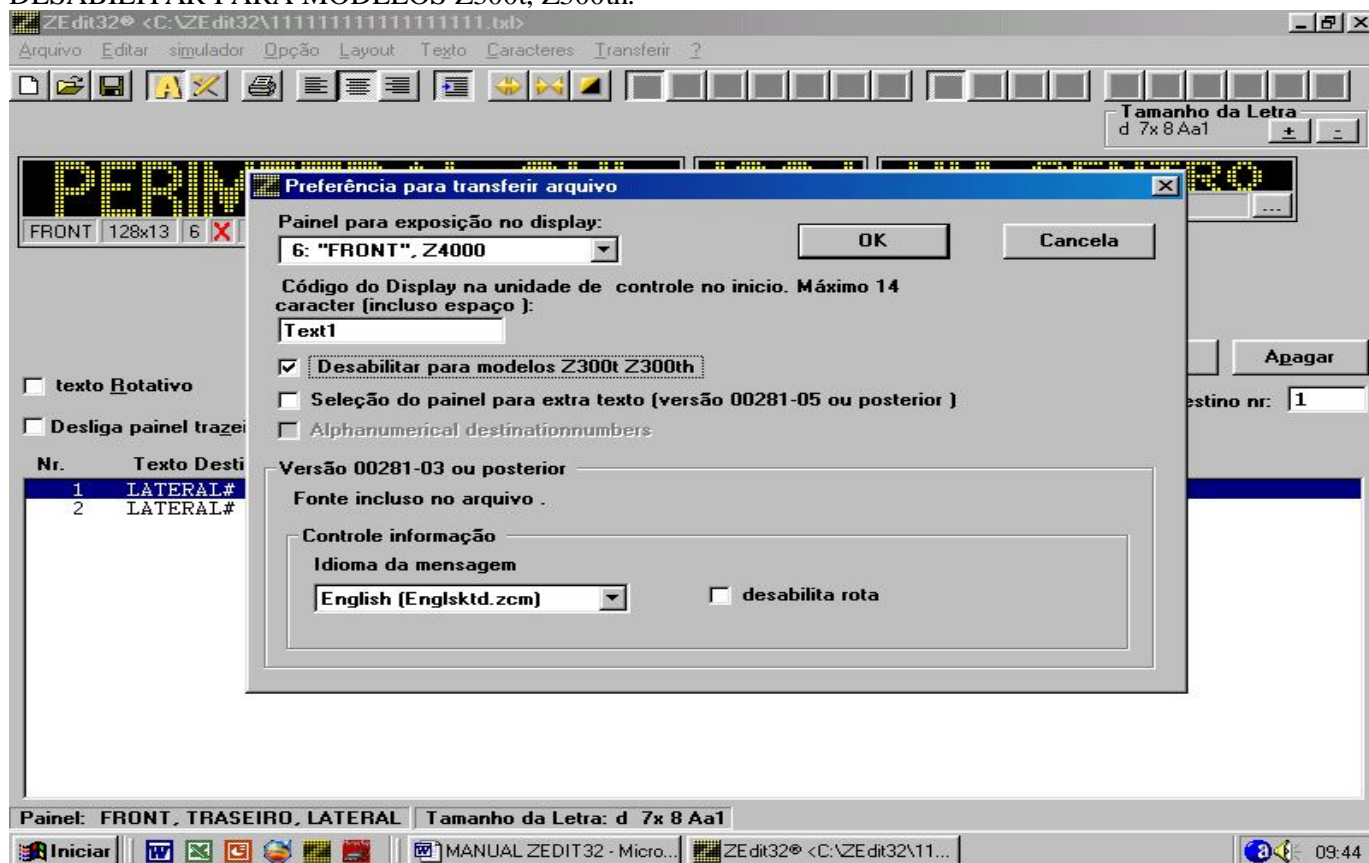 DESABILITAR PARA MODELOS Z300t, Z300th.
ZEdit32® <C:\ZEdit32\111111111111111111.txl>
Arquivo Editar simulador Opção Layout Texto Caracteres Transferir ?
Tamanho da Letra
d 7x 8 Aa1
+ -
FRONT 128x13 6
...
Preferência para transferir arquivo
Painel para exposição no display:
6: "FRONT", Z4000
OK
Cancela
Código do Display na unidade de controle no inicio. Máximo 14
caracter (incluso espaço ):
Text1
Desabilitar para modelos Z300t Z300th
Seleção do painel para extra texto (versão 00281-05 ou posterior )
Alphanumerical destinationnumbers
Versão 00281-03 ou posterior
Fonte incluso no arquivo .
Controle informação
Idioma da mensagem
English (Englsktd.zcm)
desabilita rota
Apagar
texto Rotativo
estino nr: 1
Desliga painel trazei
Nr. Texto Desti
1 LATERAL#
2 LATERAL#
Painel: FRONT, TRASEIRO, LATERAL Tamanho da Letra: d 7x 8 Aa1
Iniciar
MANUAL ZEDIT32 - Micro...
ZEdit32® <C:\ZEdit32\11...
09:44